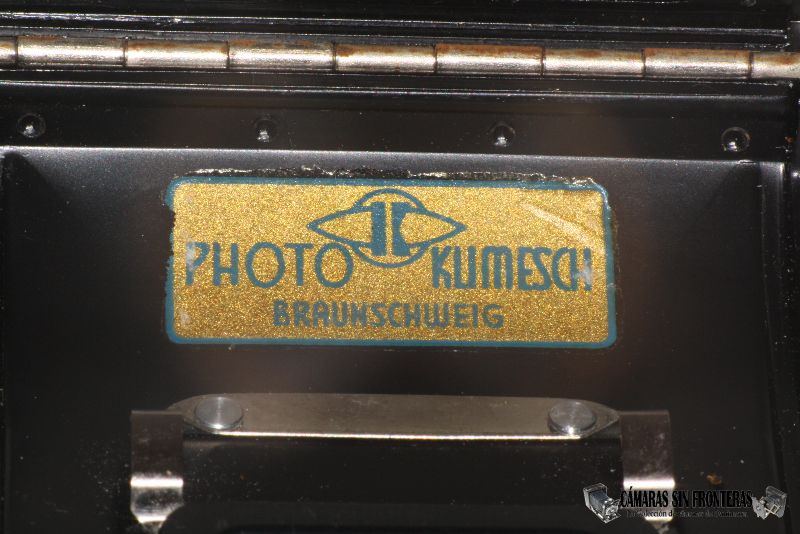 PHOTO KUMESCH
BRAUNSCHWEIG
CÁMARAS SIN FRONTERAS